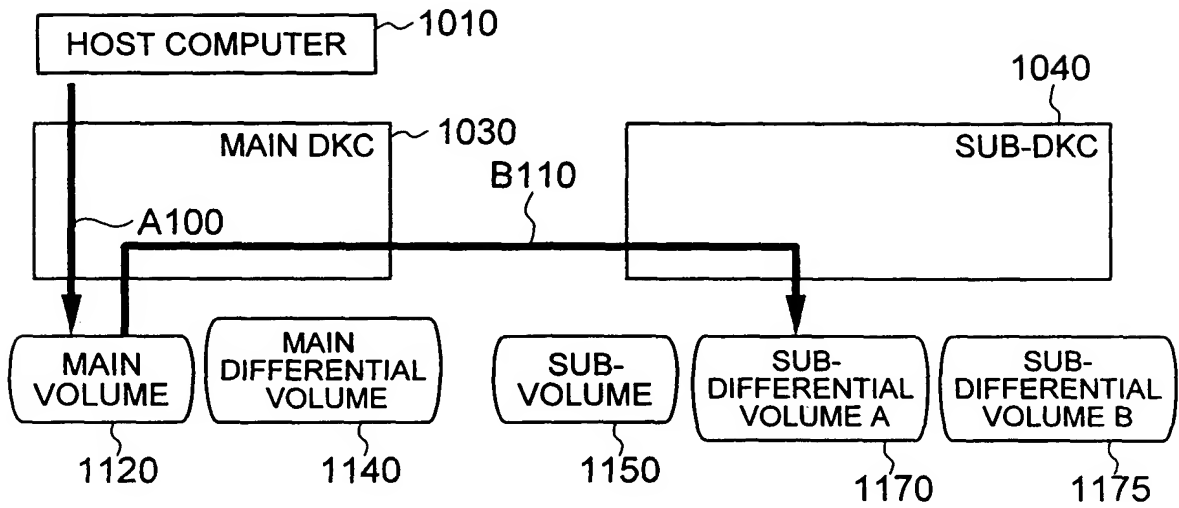 HOST COMPUTER
1010
1040
MAIN DKC
1030
SUB-DKC
B110
A100
MAIN
VOLUME
MAIN
DIFFERENTIAL
VOLUME
SUB-
VOLUME
SUB-
DIFFERENTIAL
VOLUME A
SUB-
DIFFERENTIAL
VOLUME B
1120
1140
1150
1170
1175